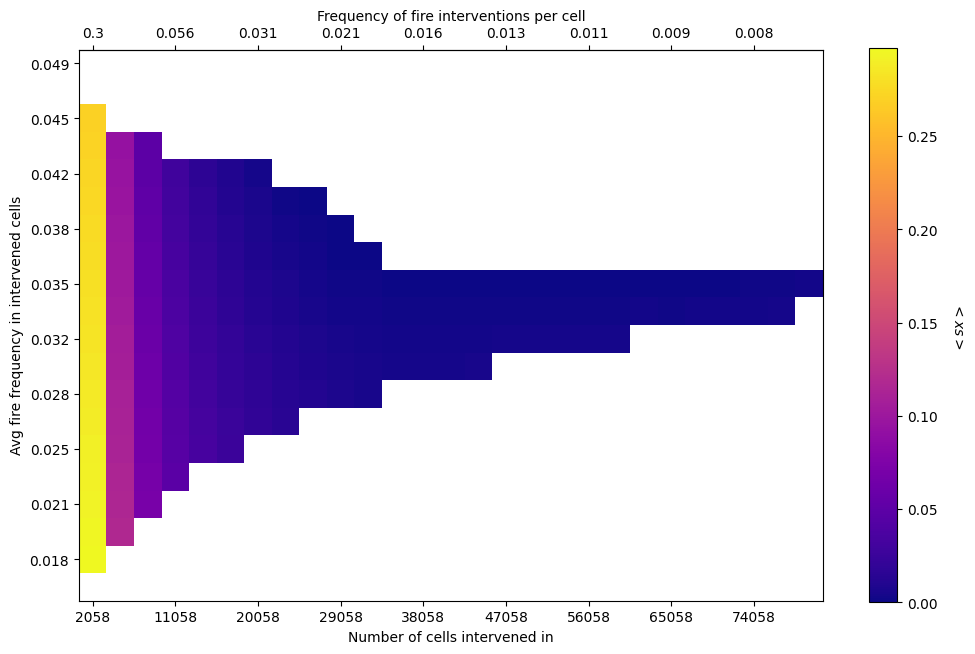 Frequency of fire interventions per cell
0.3 0.056 0.031 0.021 0.016 0.013 0.011 0.009 0.008
0.049
0.045
0.042
0.038
0.035
0.032
0.028
0.025
0.021
0.018
Avg fire frequency in intervened cells
2058 11058 20058 29058 38058 47058 56058 65058 74058
Number of cells intervened in
0.25
0.20
0.15
0.10
0.05
0.00
< sx >